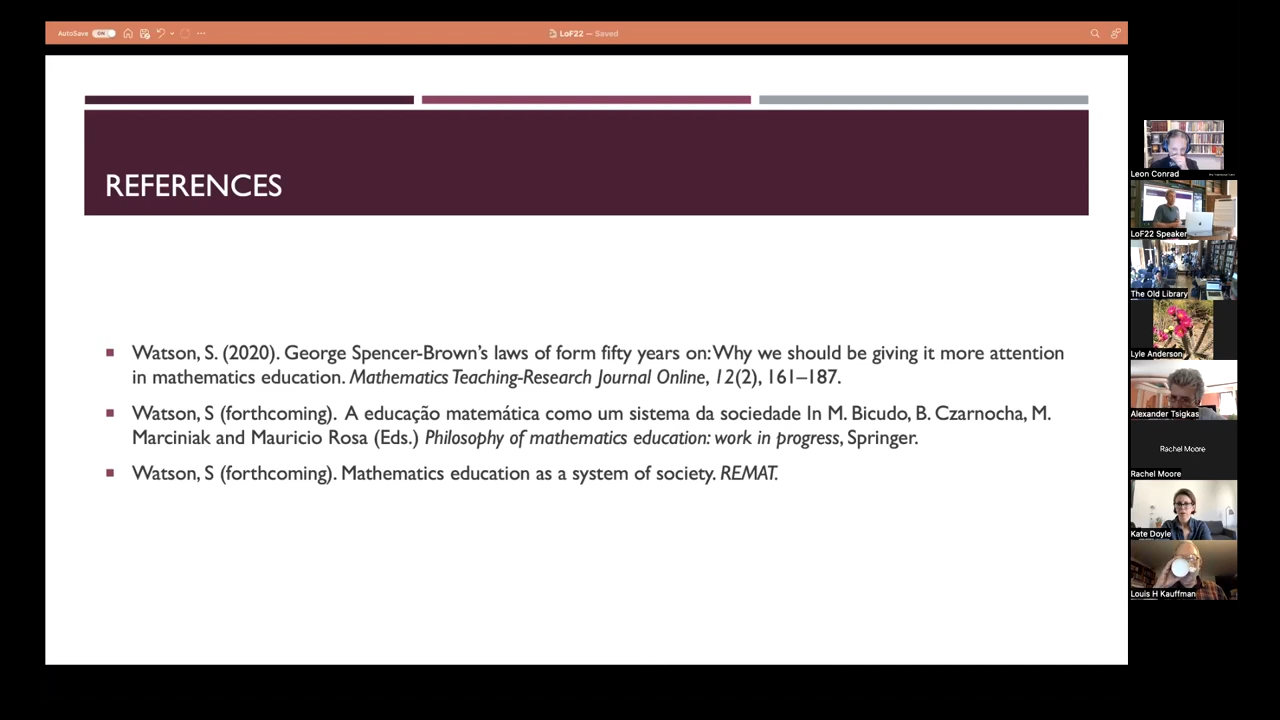 AutoSave ON LoF22 — Saved
REFERENCES
Watson, S. (2020). George Spencer-Brown's laws of form fifty years on: Why we should be giving it more attention
in mathematics education. Mathematics Teaching-Research Journal Online, 12(2), 161–187.
Watson, S (forthcoming). A educação matemática como um sistema da sociedade In M. Bicudo, B. Czarnocha, M.
Marciniak and Mauricio Rosa (Eds.) Philosophy of mathematics education: work in progress, Springer.
Watson, S (forthcoming). Mathematics education as a system of society. REMAT.
Leon Conrad
LoF22 Speaker
The Old Library
Lyle Anderson
Alexander Tsigkas
Rachel Moore
Rachel Moore
Kate Doyle
Louis H Kauffman